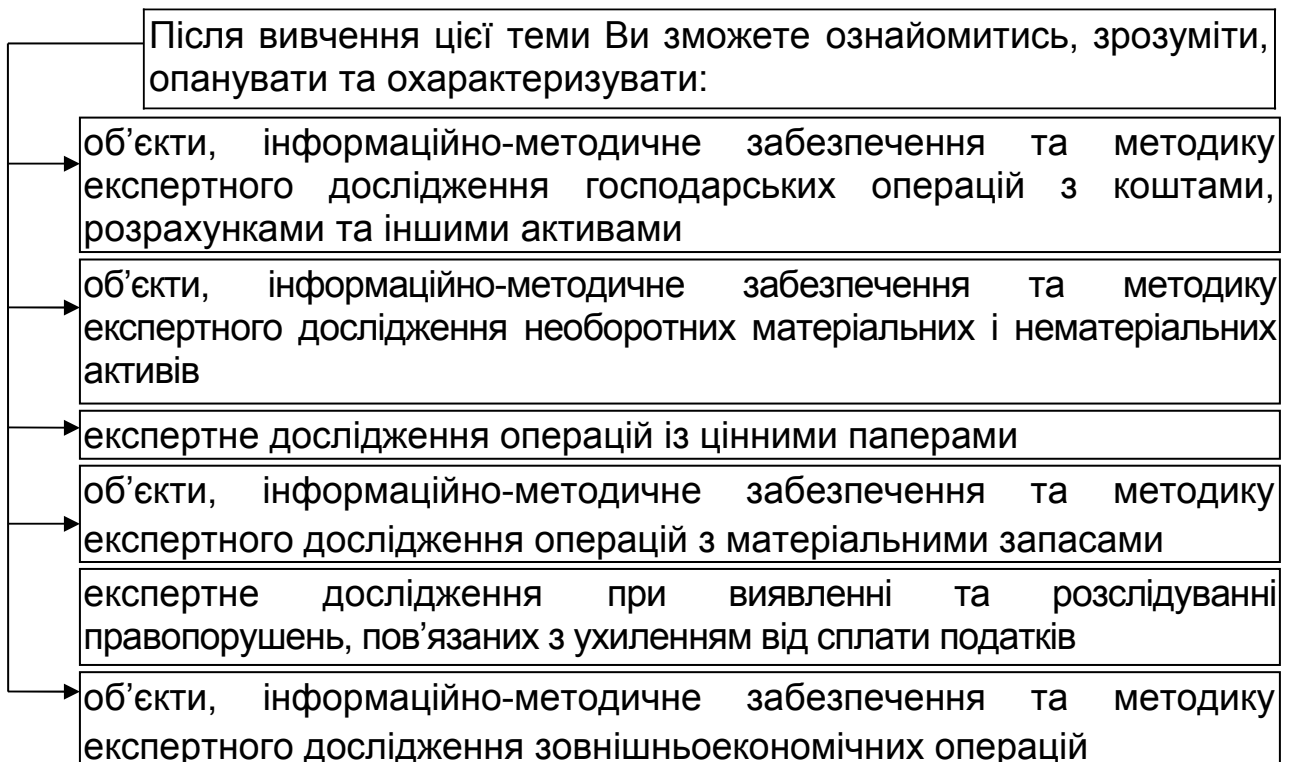 Після вивчення цієї теми Ви зможете ознайомитись, зрозуміти,
опанувати та охарактеризувати:
об’єкти, інформаційно-методичне забезпечення та методику
експертного дослідження господарських операцій з коштами,
розрахунками та іншими активами
об’єкти, інформаційно-методичне забезпечення та методику
експертного дослідження необоротних матеріальних і нематеріальних
активів
експертне дослідження операцій із цінними паперами
об’єкти, інформаційно-методичне забезпечення та методику
експертного дослідження операцій з матеріальними запасами
експертне дослідження при виявленні та розслідуванні
правопорушень, пов’язаних з ухиленням від сплати податків
об’єкти, інформаційно-методичне забезпечення та методику
експертного дослідження зовнішньоекономічних операцій